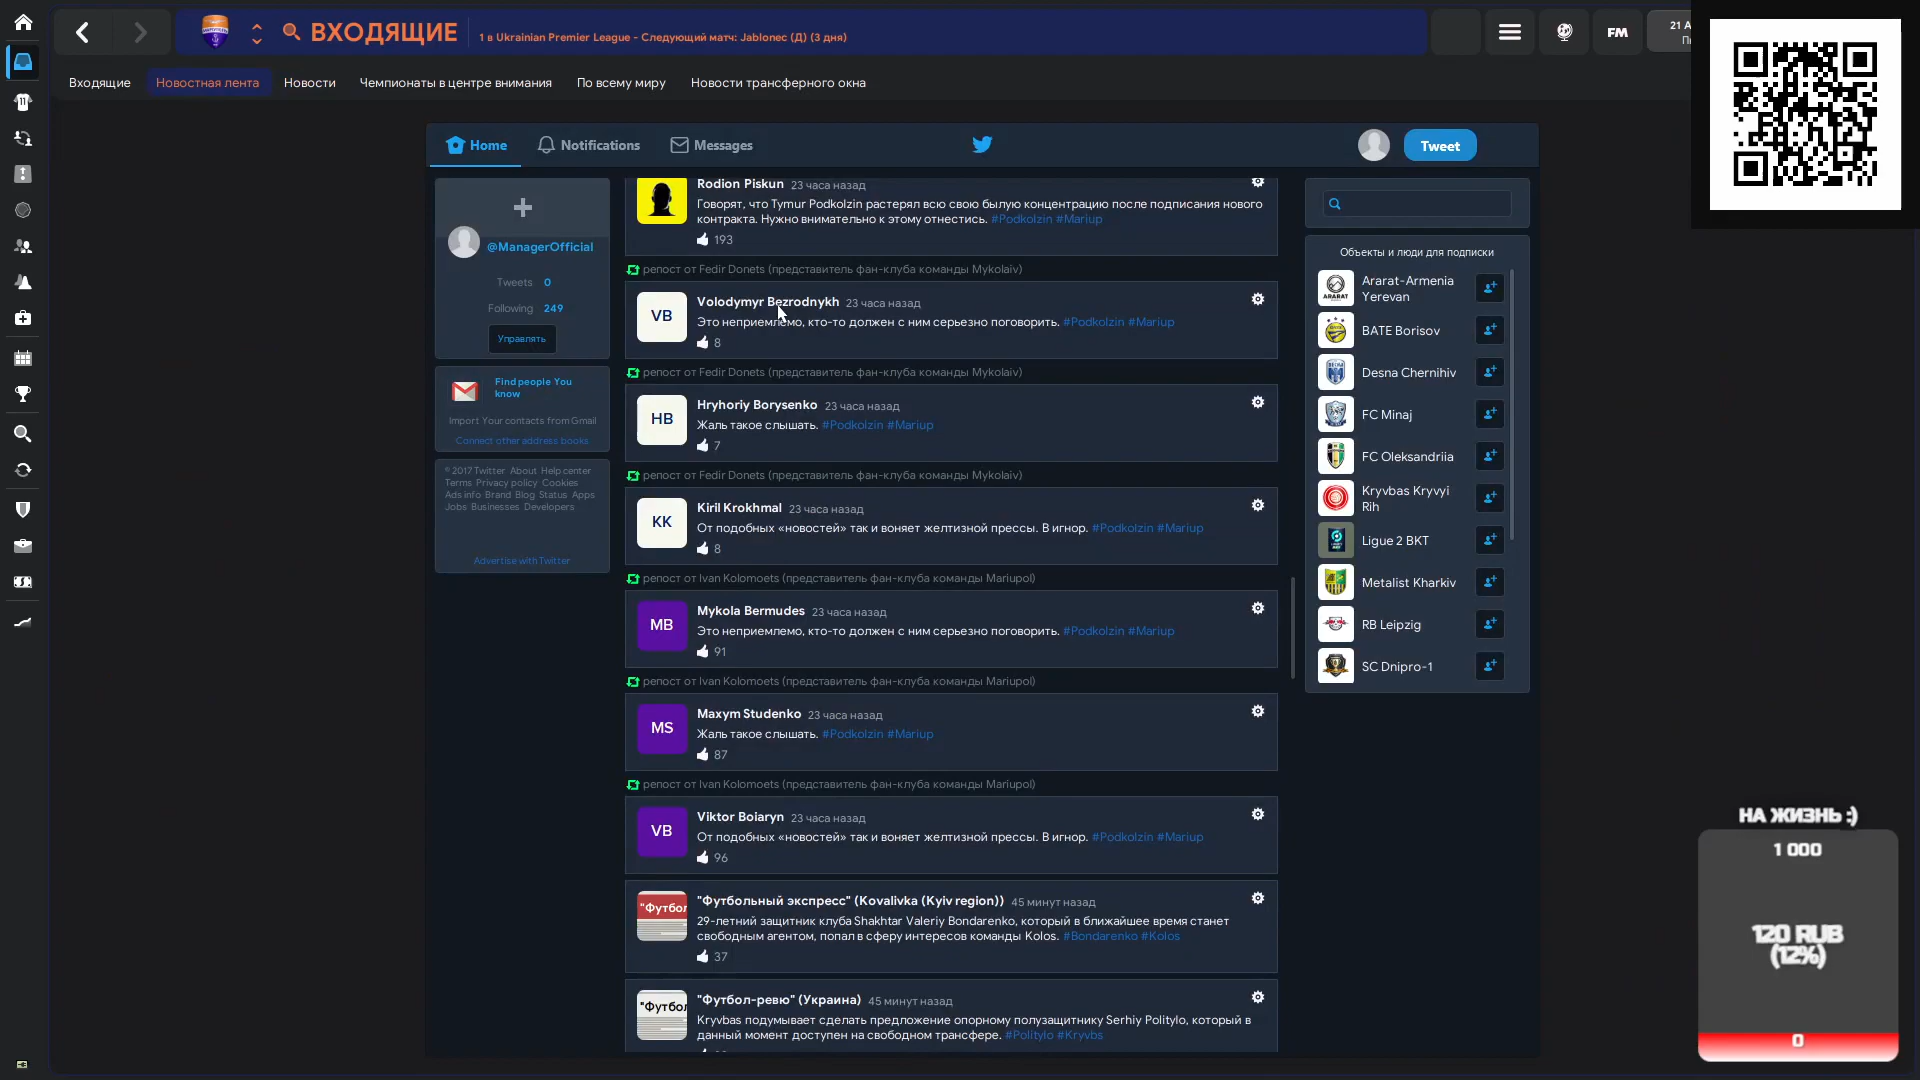 ВХОДЯЩИЕ
1 в Ukrainian Premier League - Следующий матч: Jablonec (Д) (3 дня)
FM
21
Входящие
Новостная лента
Новости
Чемпионаты в центре внимания
По всему миру
Новости трансферного окна
Home
Notifications
Messages
Tweet
@ManagerOfficial
Tweets 0
Following 249
Управлять
Find people You
know
Import Your contacts from Gmail
Connect other address books
© 2017 Twitter About Help center
Terms Privacy policy Cookies
Ads info Brand Blog Status Apps
Jobs Businesses Developers
Advertise with Twitter
Rodion Piskun 23 часа назад
Говорят, что Tymur Podkolzin растерял всю свою былую концентрацию после подписания нового
контракта. Нужно внимательно к этому отнестись. #Podkolzin #Mariup
193
репост от Fedir Donets (представитель фан-клуба команды Mykolaiv)
VB
Volodymyr Bezrodnykh 23 часа назад
Это неприемлемо, кто-то должен с ним серьезно поговорить. #Podkolzin #Mariup
8
репост от Fedir Donets (представитель фан-клуба команды Mykolaiv)
HB
Hryhoriy Borysenko 23 часа назад
Жаль такое слышать. #Podkolzin #Mariup
7
репост от Fedir Donets (представитель фан-клуба команды Mykolaiv)
KK
Kiril Krokhmal 23 часа назад
От подобных «новостей» так и воняет желтизной прессы. В игнор. #Podkolzin #Mariup
8
репост от Ivan Kolomoets (представитель фан-клуба команды Mariupol)
MB
Mykola Bermudes 23 часа назад
Это неприемлемо, кто-то должен с ним серьезно поговорить. #Podkolzin #Mariup
91
репост от Ivan Kolomoets (представитель фан-клуба команды Mariupol)
MS
Maxym Studenko 23 часа назад
Жаль такое слышать. #Podkolzin #Mariup
87
репост от Ivan Kolomoets (представитель фан-клуба команды Mariupol)
VB
Viktor Boiaryn 23 часа назад
От подобных «новостей» так и воняет желтизной прессы. В игнор. #Podkolzin #Mariup
96
"Футбол
"Футбольный экспресс" (Kovalivka (Kyiv region)) 45 минут назад
29-летний защитник клуба Shakhtar Valeriy Bondarenko, который в ближайшее время станет
свободным агентом, попал в сферу интересов команды Kolos. #Bondarenko #Kolos
37
"Футбол
"Футбол-ревю" (Украина) 45 минут назад
Kryvbas подумывает сделать предложение опорному полузащитнику Serhiy Politylo, который в
данный момент доступен на свободном трансфере. #Politylo #Kryvbs
Объекты и люди для подписки
Ararat-Armenia
Yerevan
BATE Borisov
Desna Chernihiv
FC Minaj
FC Oleksandriia
Kryvbas Kryvyi
Rih
Ligue 2 BKT
Metalist Kharkiv
RB Leipzig
SC Dnipro-1
НА ЖИЗНЬ :)
1 000
120 RUB
(12%)
0